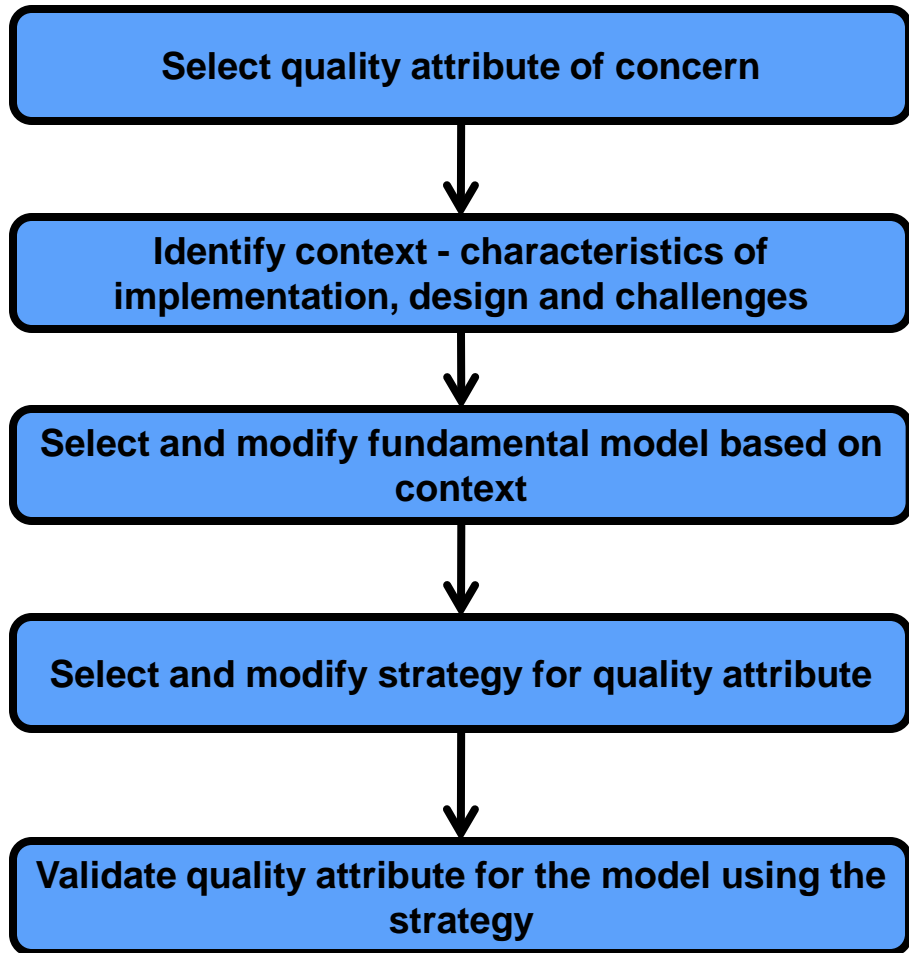 Select quality attribute of concern
Identify context - characteristics of
implementation, design and challenges
Select and modify fundamental model based on
context
Select and modify strategy for quality attribute
Validate quality attribute for the model using the
strategy